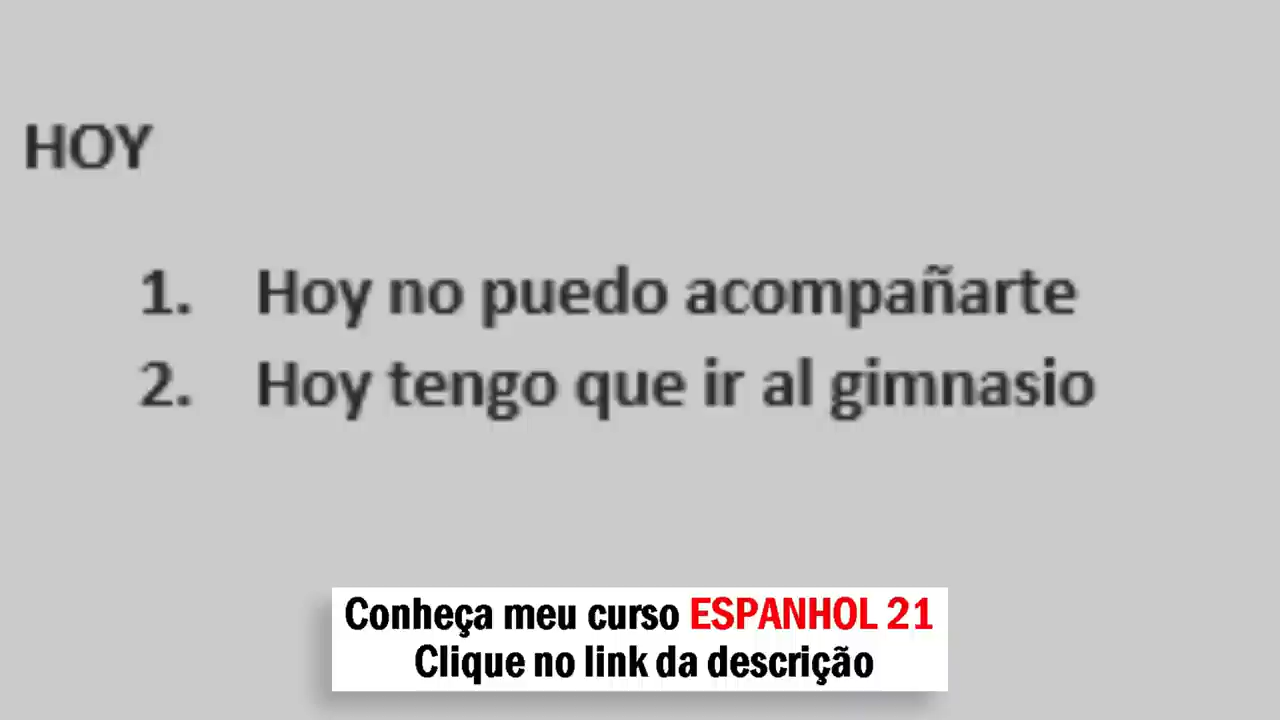 HOY
1. Hoy no puedo acompañarte
2. Hoy tengo que ir al gimnasio
Conheça meu curso ESPANHOL 21
Clique no link da descrição